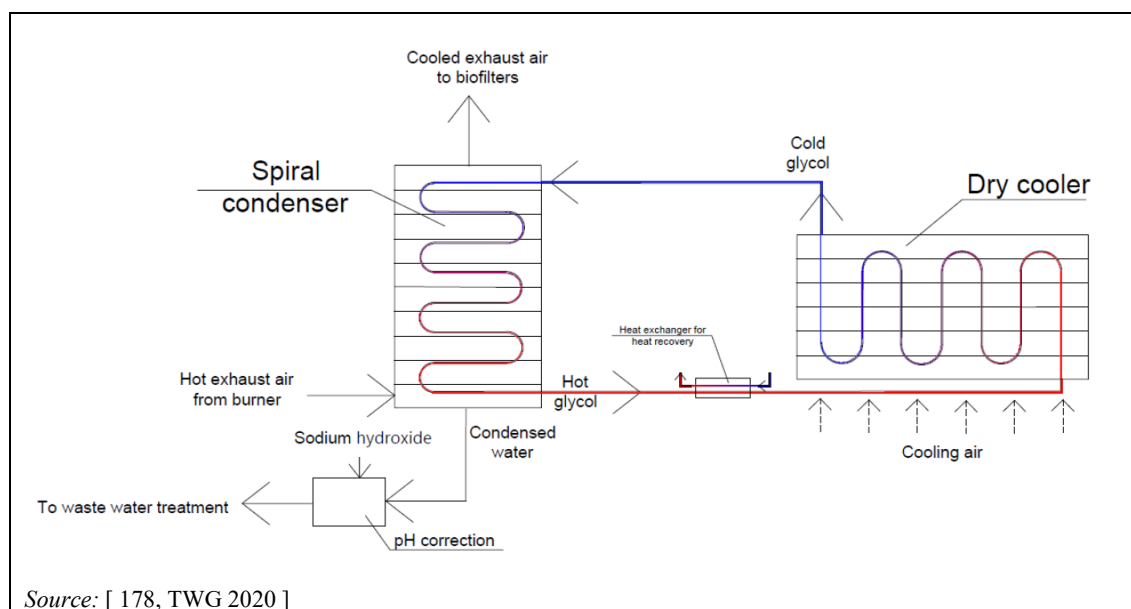 Cooled exhaust air
to biofilters
Cold
glycol
Spiral
condenser
Dry cooler
Heat exchanger for
heat recovery
Hot exhaust air
from burner
Hot
glycol
Sodium hydroxide
Condensed
water
Cooling air
To waste water treatment
pH correction
Source: [ 178, TWG 2020 ]